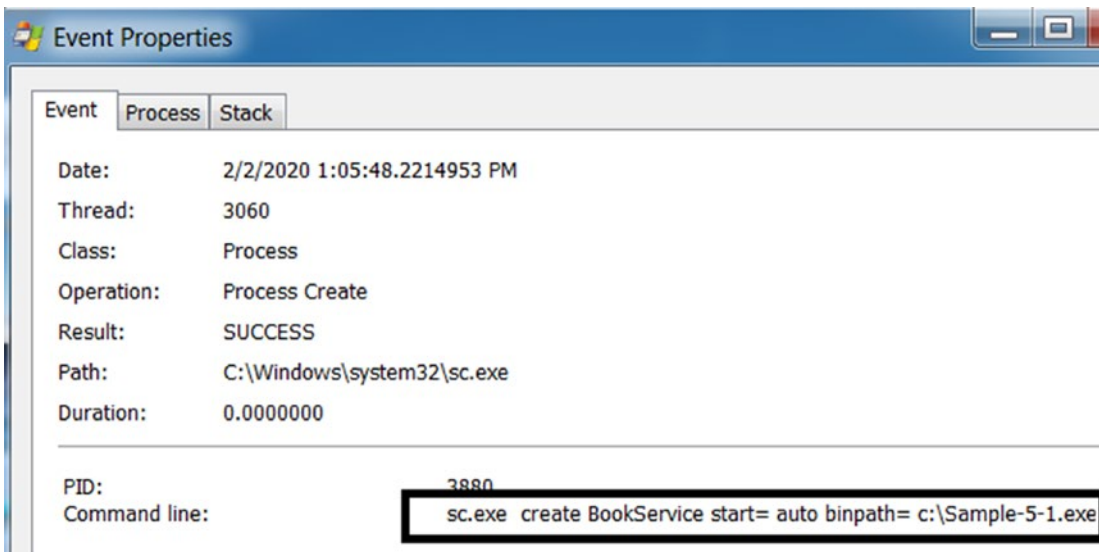 Event Properties
Event Process Stack
Date: 2/2/2020 1:05:48.2214953 PM
Thread: 3060
Class: Process
Operation: Process Create
Result: SUCCESS
Path: C:\Windows\system32\sc.exe
Duration: 0.0000000
PID: 3880
Command line: sc.exe  create BookService start= auto binpath= c:\Sample-5-1.exe